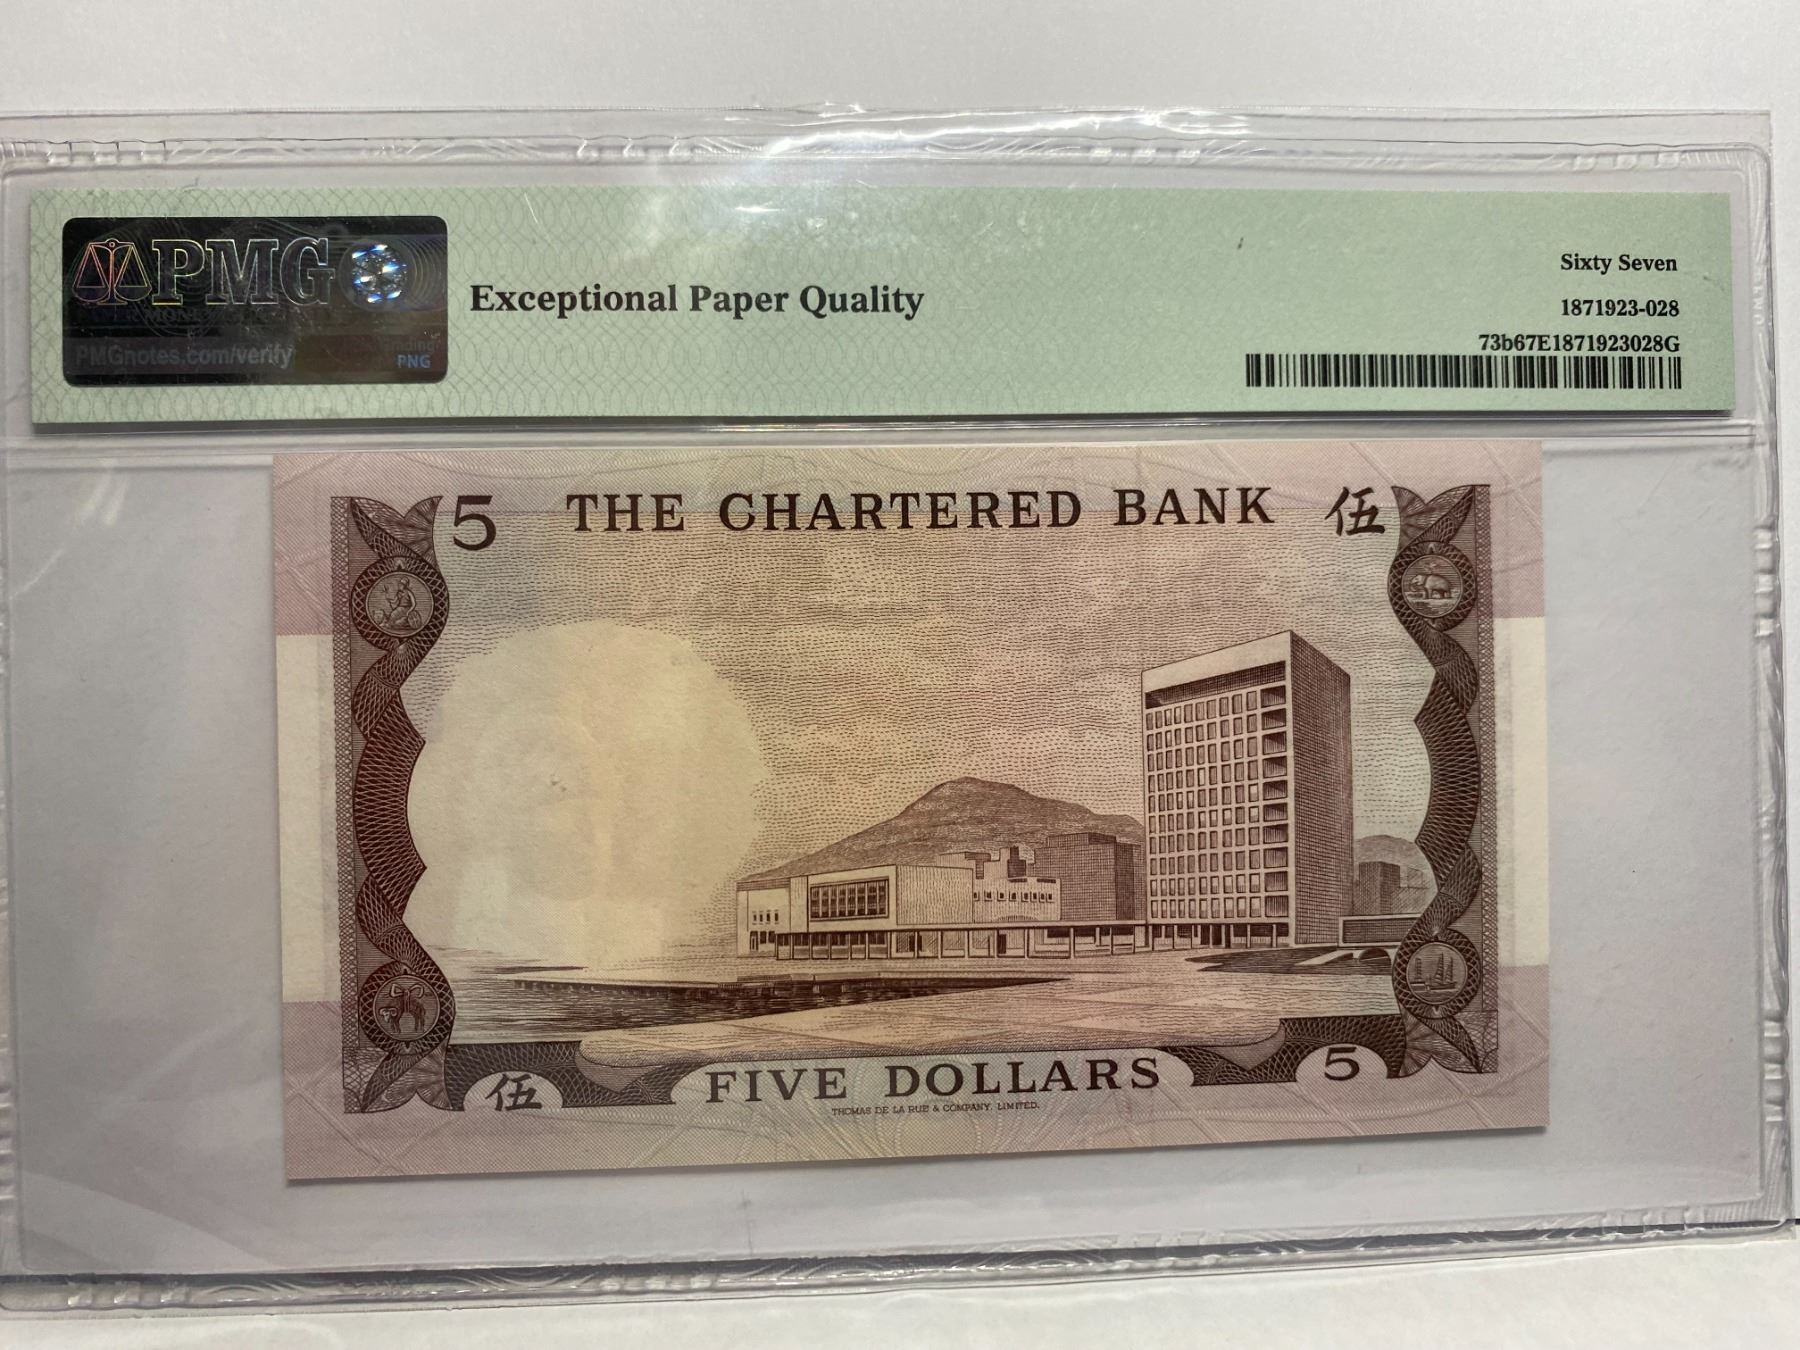 PMG
PMGnotes.com/verify
Grading
PNG
Exceptional Paper Quality
Sixty Seven
1871923-028
73b67E1871923028G
5 THE CHARTERED BANK 伍
伍 FIVE DOLLARS 5
THOMAS DE LA RUE & COMPANY, LIMITED.